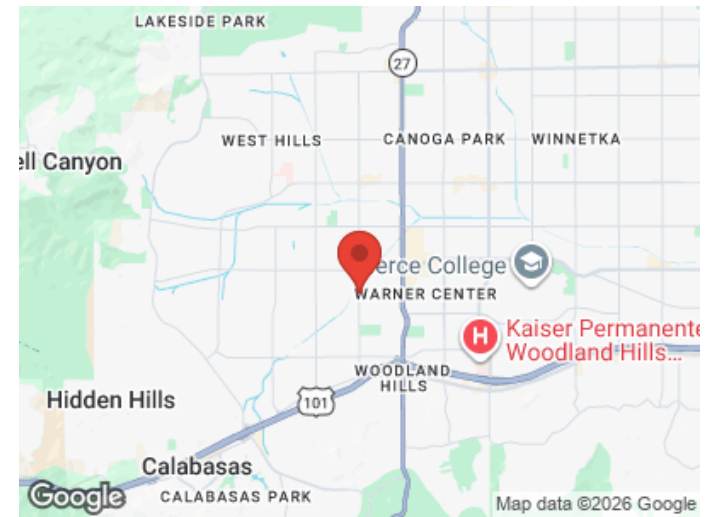 LAKESIDE PARK
27
WEST HILLS
CANOGA PARK
WINNETKA
ell Canyon
erce College
WARNER CENTER
H
Kaiser Permanente
Woodland Hills...
WOODLAND
HILLS
101
Hidden Hills
Calabasas
CALABASAS PARK
Google
Map data ©2026 Google